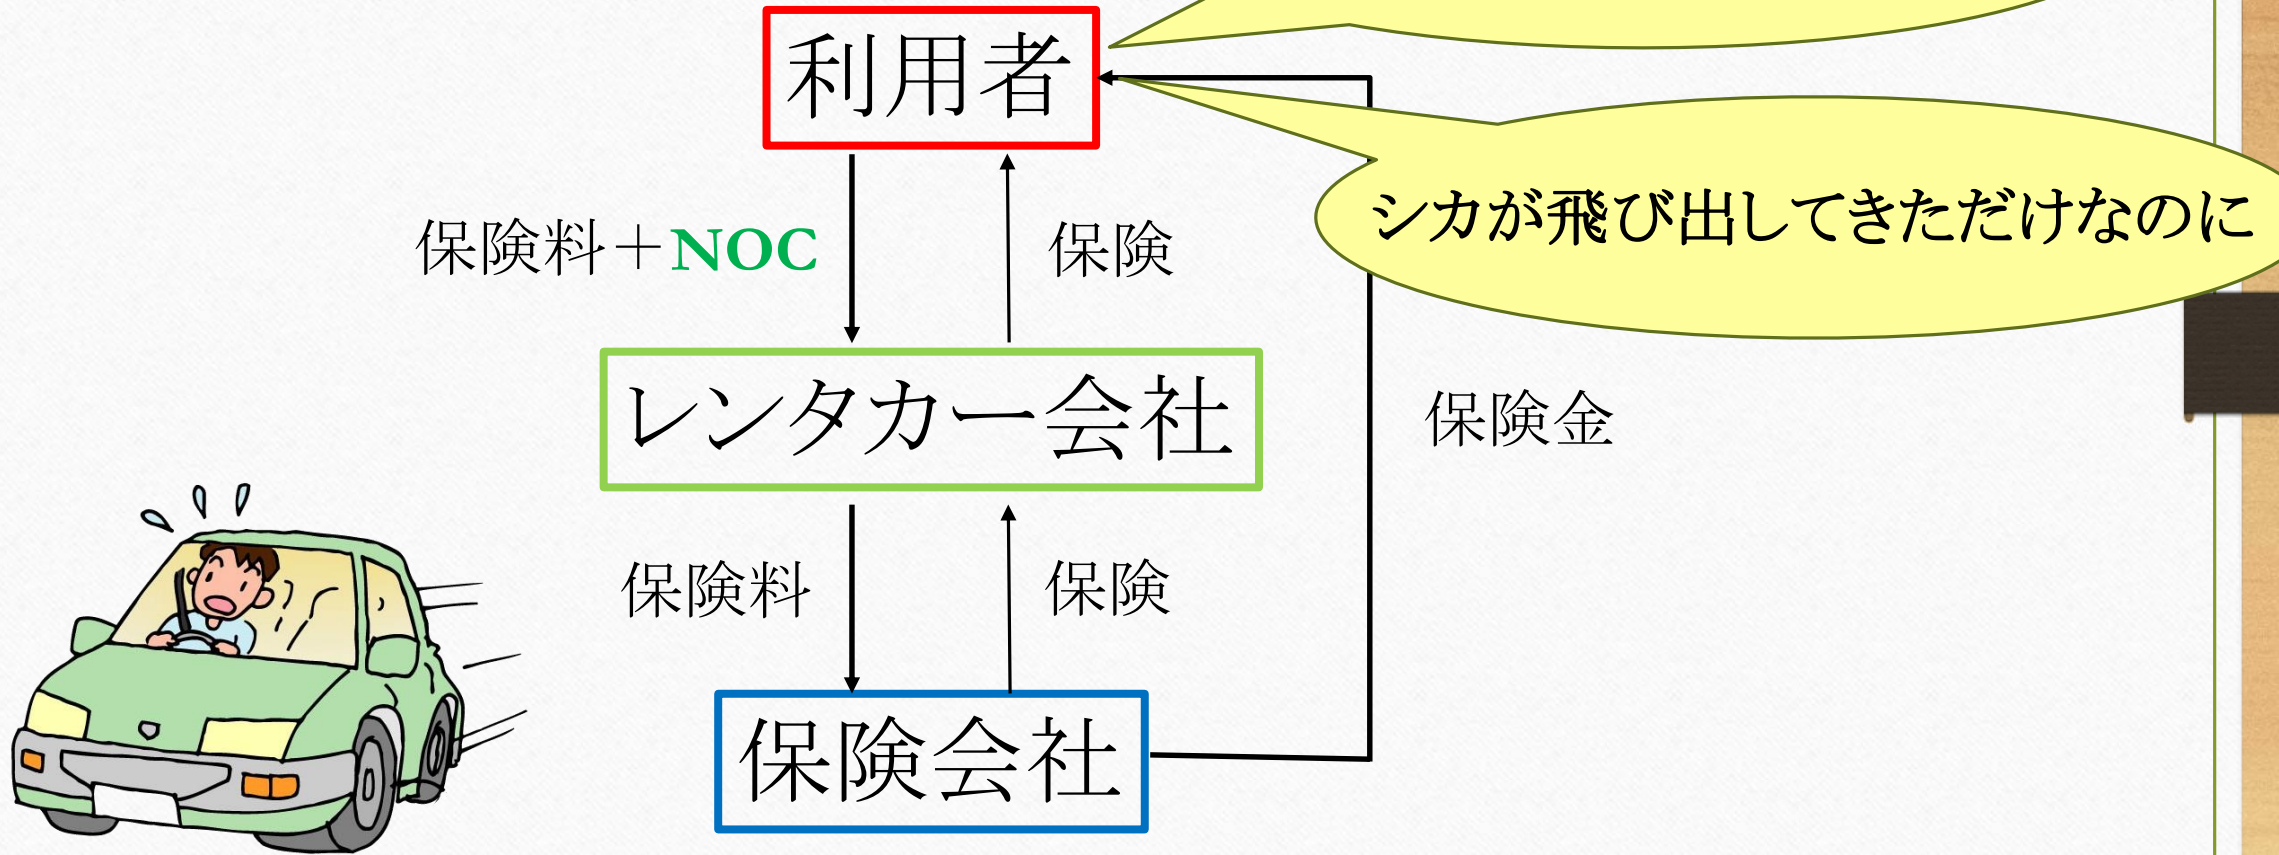 利用者
シカが飛び出してきただけなのに
保険料＋NOC
保険
レンタカー会社
保険金
保険料
保険
保険会社